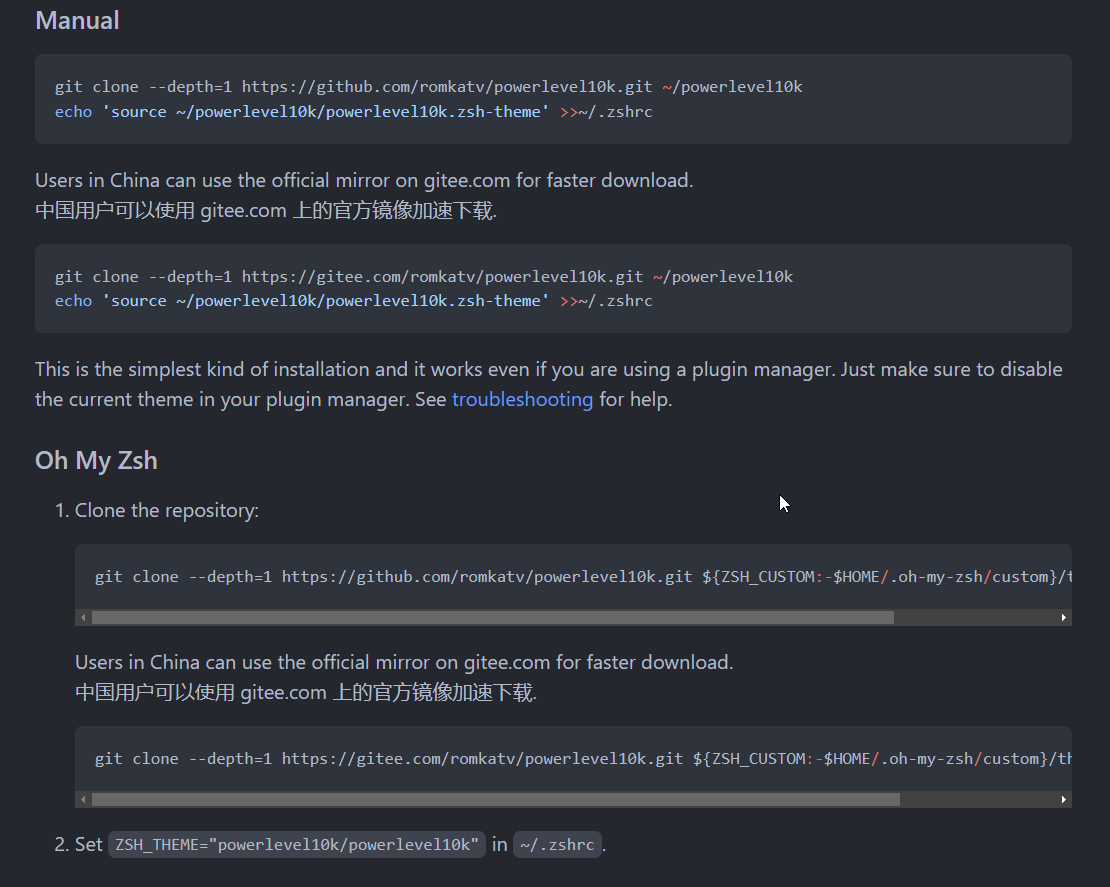 Manual
git clone --depth=1 https://github.com/romkatv/powerlevel10k.git ~/powerlevel10k
echo 'source ~/powerlevel10k/powerlevel10k.zsh-theme' >>~/.zshrc
Users in China can use the official mirror on gitee.com for faster download.
中国用户可以使用 gitee.com 上的官方镜像加速下载.
git clone --depth=1 https://gitee.com/romkatv/powerlevel10k.git ~/powerlevel10k
echo 'source ~/powerlevel10k/powerlevel10k.zsh-theme' >>~/.zshrc
This is the simplest kind of installation and it works even if you are using a plugin manager. Just make sure to disable
the current theme in your plugin manager. See troubleshooting for help.
Oh My Zsh
1. Clone the repository:
git clone --depth=1 https://github.com/romkatv/powerlevel10k.git ${ZSH_CUSTOM:-$HOME/.oh-my-zsh/custom}/t
Users in China can use the official mirror on gitee.com for faster download.
中国用户可以使用 gitee.com 上的官方镜像加速下载.
git clone --depth=1 https://gitee.com/romkatv/powerlevel10k.git ${ZSH_CUSTOM:-$HOME/.oh-my-zsh/custom}/th
2. Set ZSH_THEME="powerlevel10k/powerlevel10k" in ~/.zshrc.